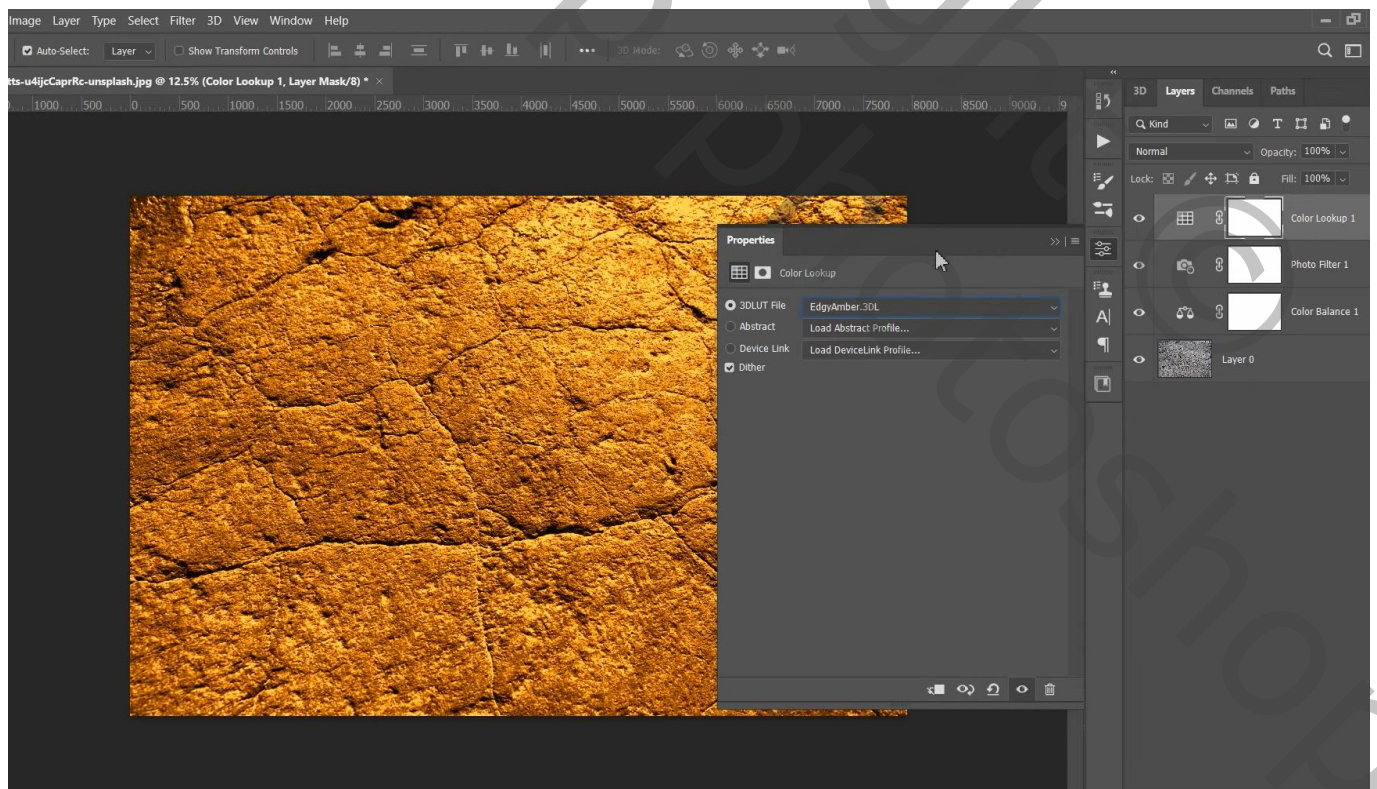 Image Layer Type Select Filter 3D View Window Help
Auto-Select: Layer Show Transform Controls 3D Mode:
tts-u4ijcCaprRc-unsplash.jpg @ 12.5% (Color Lookup 1, Layer Mask/8) * ×
1000 500 0 500 1000 1500 2000 2500 3000 3500 4000 4500 5000 5500 6000 6500 7000 7500 8000 8500 9000 9
3D Layers Channels Paths
Kind
Normal Opacity: 100%
Lock: Fill: 100%
Color Lookup 1
Photo Filter 1
Color Balance 1
Layer 0
Properties
Color Lookup
3DLUT File EdgyAmber.3DL
Abstract Load Abstract Profile...
Device Link Load DeviceLink Profile...
Dither
© photoshop